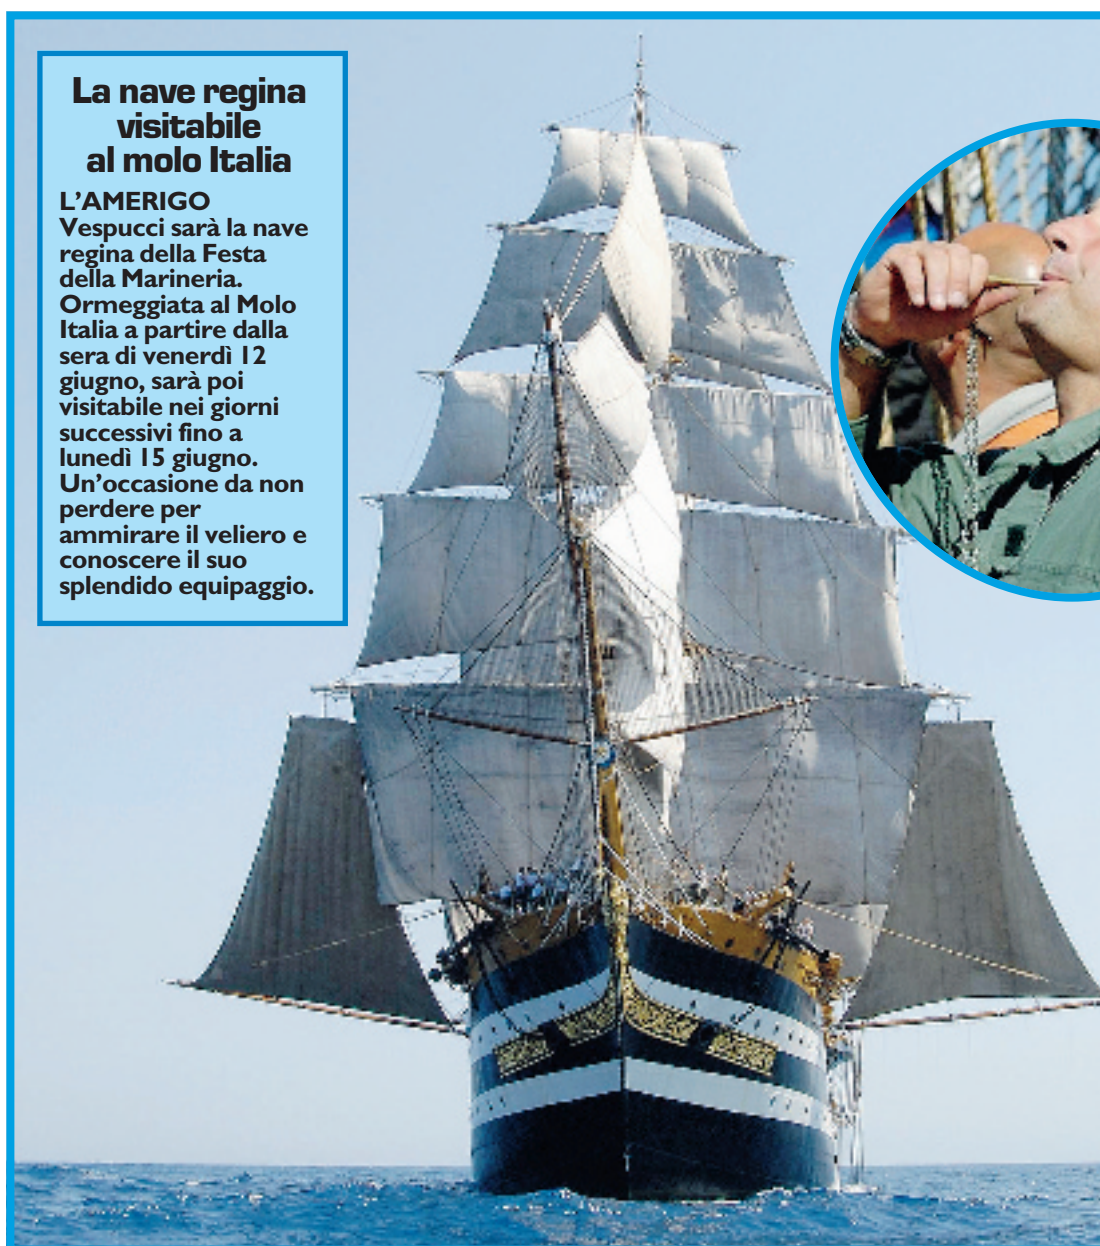 La nave regina
visitabile
al molo Italia
L'AMERIGO
Vespucci sarà la nave
regina della Festa
della Marineria.
Ormeggiata al Molo
Italia a partire dalla
sera di venerdì 12
giugno, sarà poi
visitabile nei giorni
successivi fino a
lunedì 15 giugno.
Un'occasione da non
perdere per
ammirare il veliero e
conoscere il suo
splendido equipaggio.